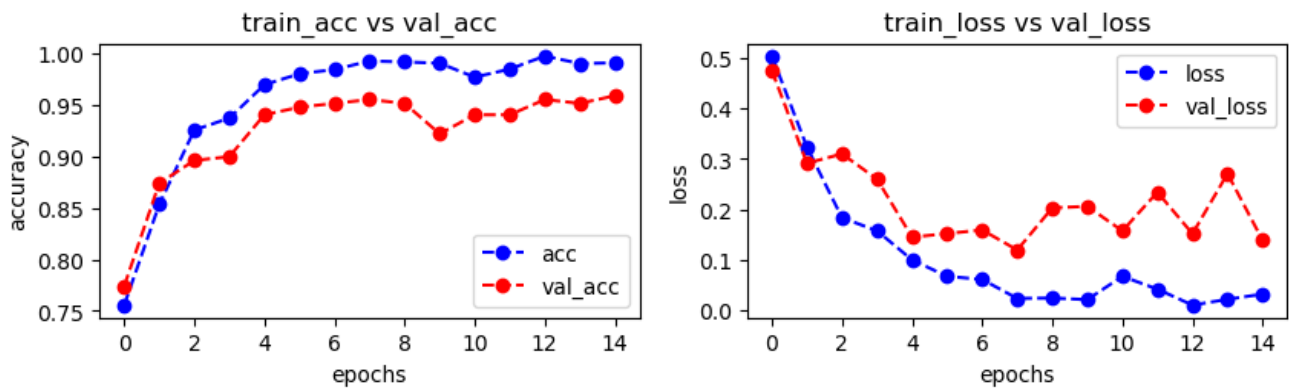 train_acc vs val_acc
accuracy
1.00
0.95
0.90
0.85
0.80
0.75
acc
val_acc
0 2 4 6 8 10 12 14
epochs
train_loss vs val_loss
loss
0.5
0.4
0.3
0.2
0.1
0.0
loss
val_loss
0 2 4 6 8 10 12 14
epochs